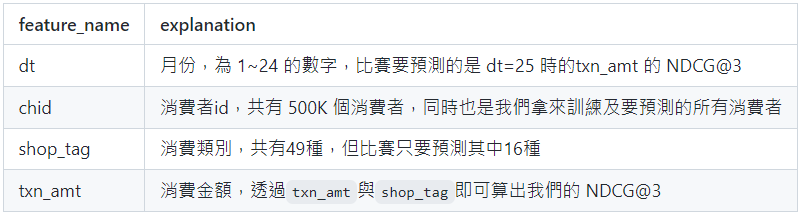 feature_name explanation
dt 月份，為 1~24 的數字，比賽要預測的是 dt=25 時的txn_amt 的 NDCG@3
chid 消費者id，共有 500K 個消費者，同時也是我們拿來訓練及要預測的所有消費者
shop_tag 消費類別，共有49種，但比賽只要預測其中16種
txn_amt 消費金額，透過 txn_amt 與 shop_tag 即可算出我們的 NDCG@3